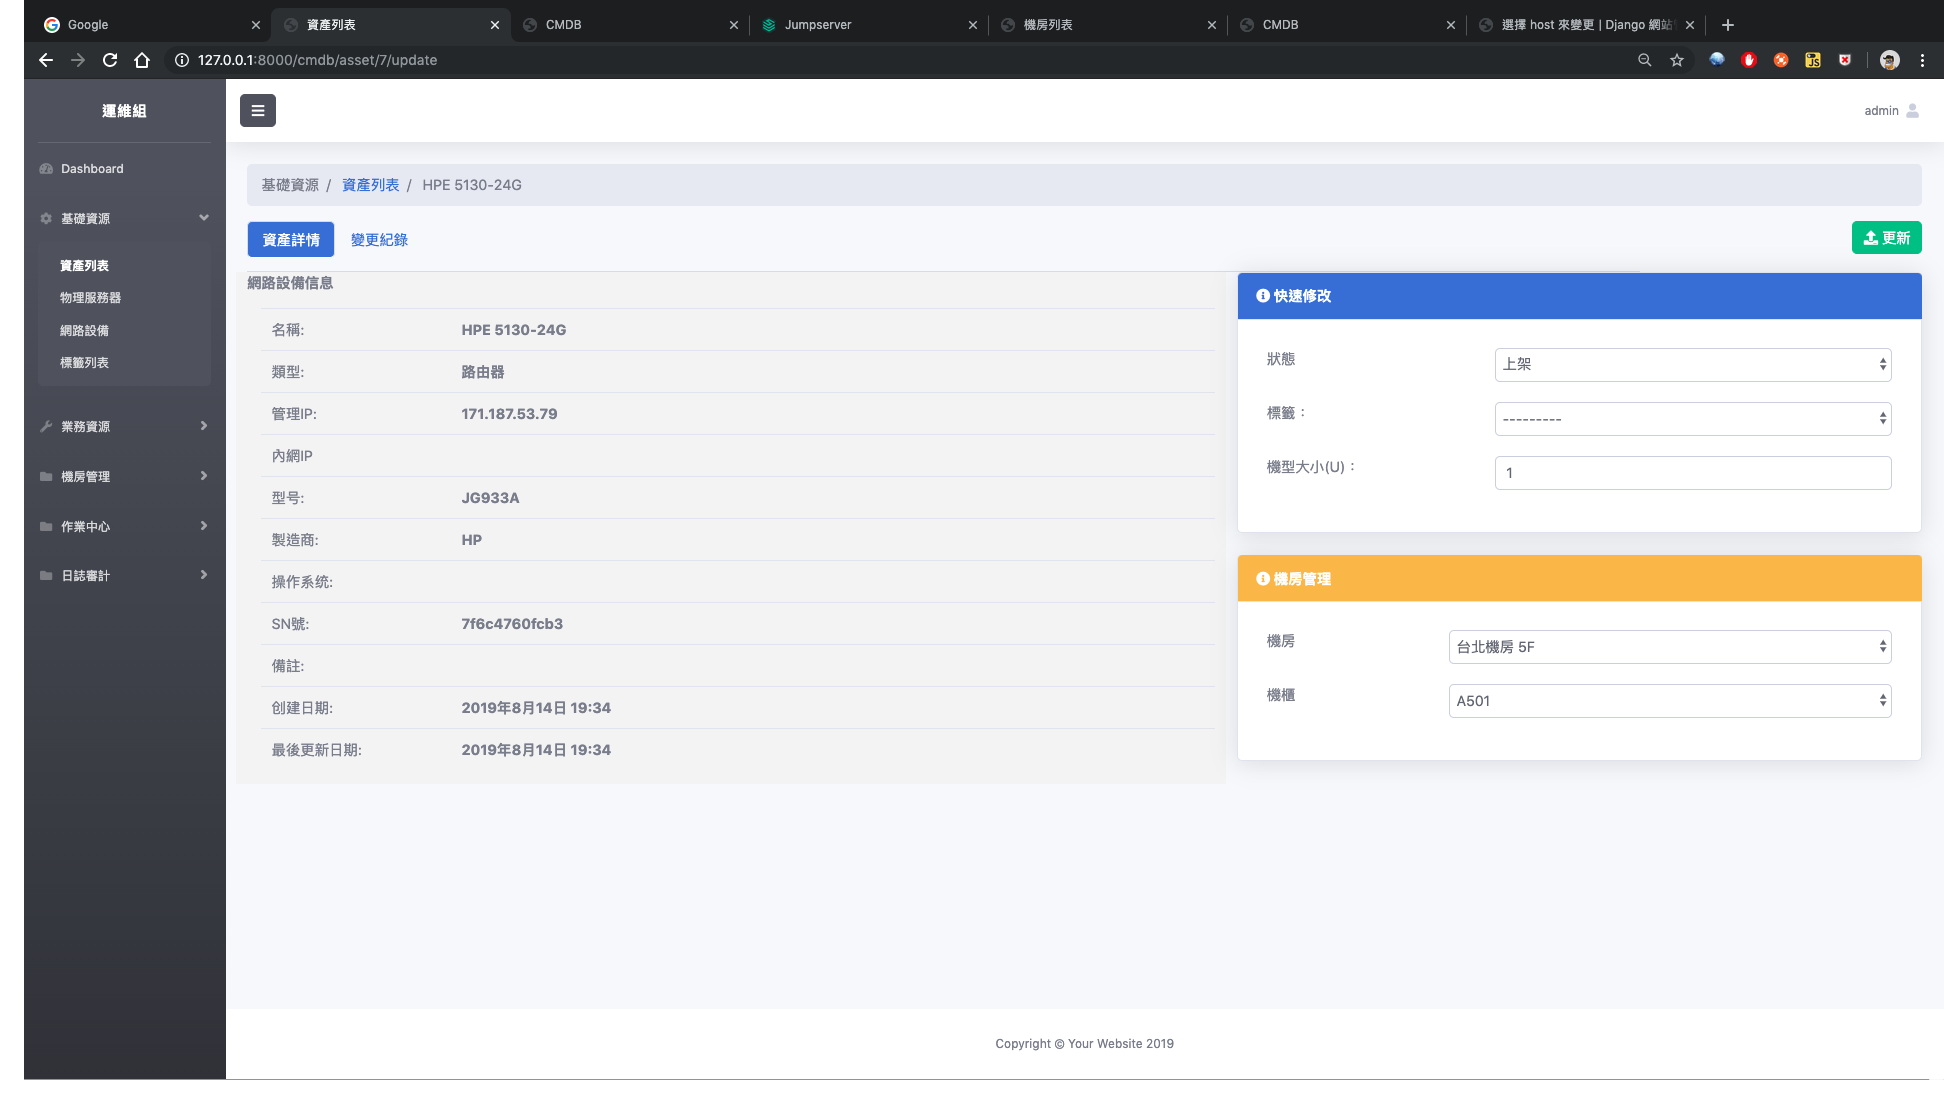 Google
資產列表
CMDB
Jumpserver
機房列表
CMDB
選擇 host 來變更 | Django 網站
127.0.0.1:8000/cmdb/asset/7/update
JS
運維組
admin
Dashboard
基礎資源
資產列表
物理服務器
網路設備
標籤列表
業務資源
機房管理
作業中心
日誌審計
基礎資源 / 資產列表 / HPE 5130-24G
資產詳情
變更紀錄
更新
網路設備信息
名稱: HPE 5130-24G
類型: 路由器
管理IP: 171.187.53.79
內網IP
型号: JG933A
製造商: HP
操作系统:
SN號: 7f6c4760fcb3
備註:
创建日期: 2019年8月14日 19:34
最後更新日期: 2019年8月14日 19:34
快速修改
狀態 上架
標籤： ---------
機型大小(U)： 1
機房管理
機房 台北機房 5F
機櫃 A501
Copyright © Your Website 2019